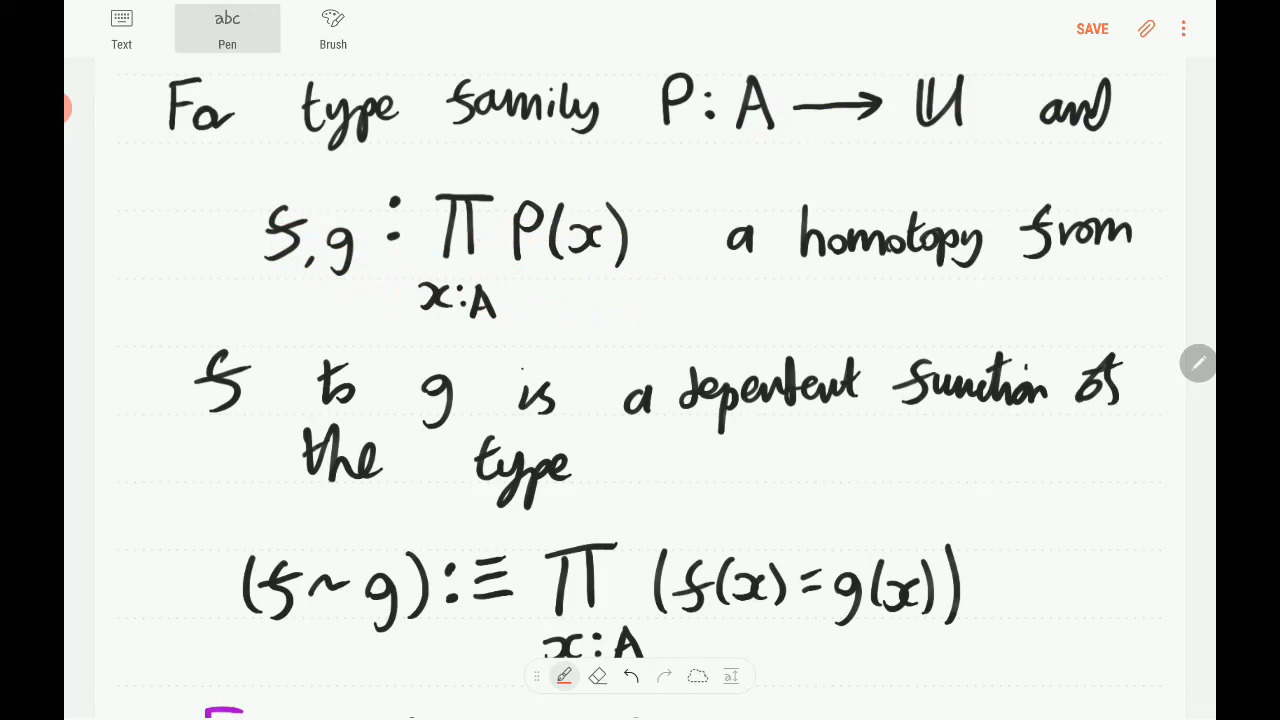 abc
Text Pen Brush SAVE
For type family P : A → 𝕌 and
f, g : ∏ P(x) a homotopy from
x:A
f to g is a dependent function of
the type
(f ~ g) :≡ ∏ (f(x) = g(x))
x:A